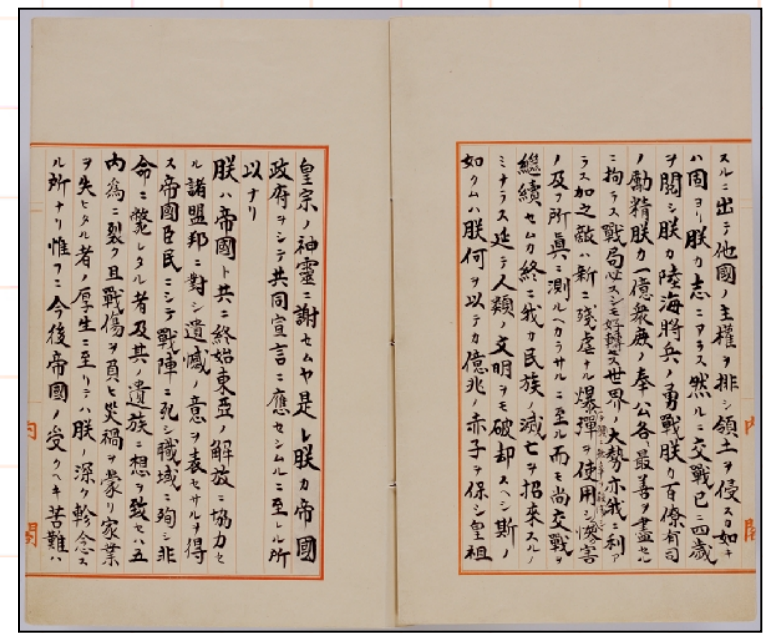 スルニ出テ他國ノ主權ヲ排シ領土ヲ侵スカ如キ
ハ固ヨリ朕カ志ニアラス然ルニ交戰已ニ四歳
ヲ閲シ朕カ陸海將兵ノ勇戰朕カ百僚有司
ノ勵精朕カ一億衆庶ノ奉公各〻最善ヲ盡セル
ニ拘ラス戰局必スシモ好轉セス世界ノ大勢亦我ニ利ア
ラス加之敵ハ新ニ殘虐ナル爆彈ヲ使用シ慘害
ノ及フ所眞ニ測ルヘカラサルニ至ル而モ尚交戰ヲ
繼續セムカ終ニ我カ民族ノ滅亡ヲ招來スルノ
ミナラス延テ人類ノ文明ヲモ破却スヘシ斯ノ
如クムハ朕何ヲ以テカ億兆ノ赤子ヲ保シ皇祖
皇宗ノ神靈ニ謝セムヤ是レ朕カ帝國
政府ヲシテ共同宣言ニ應セシムルニ至レル所
以ナリ
朕ハ帝國ト共ニ終始東亞ノ解放ニ協力セ
ル諸盟邦ニ對シ遺憾ノ意ヲ表セサルヲ得
ス帝國臣民ニシテ戰陣ニ死シ職域ニ殉シ非
命ニ斃レタル者及其ノ遺族ニ想ヲ致セハ五
内爲ニ裂ク且戰傷ヲ負ヒ災禍ヲ蒙リ家業
ヲ失ヒタル者ノ厚生ニ至リテハ朕ノ深ク軫念ス
ル所ナリ惟フニ今後帝國ノ受クヘキ苦難ハ
内閣